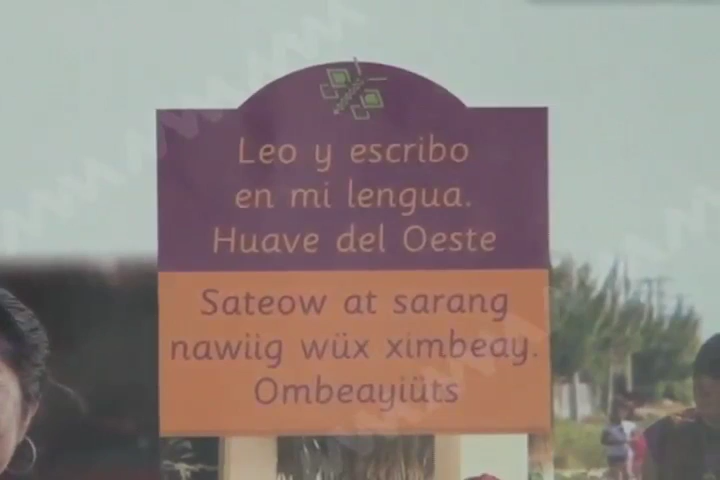 Leo y escribo
en mi lengua.
Huave del Oeste
Sateow at sarang
nawiig wüx ximbeay.
Ombeayiüts